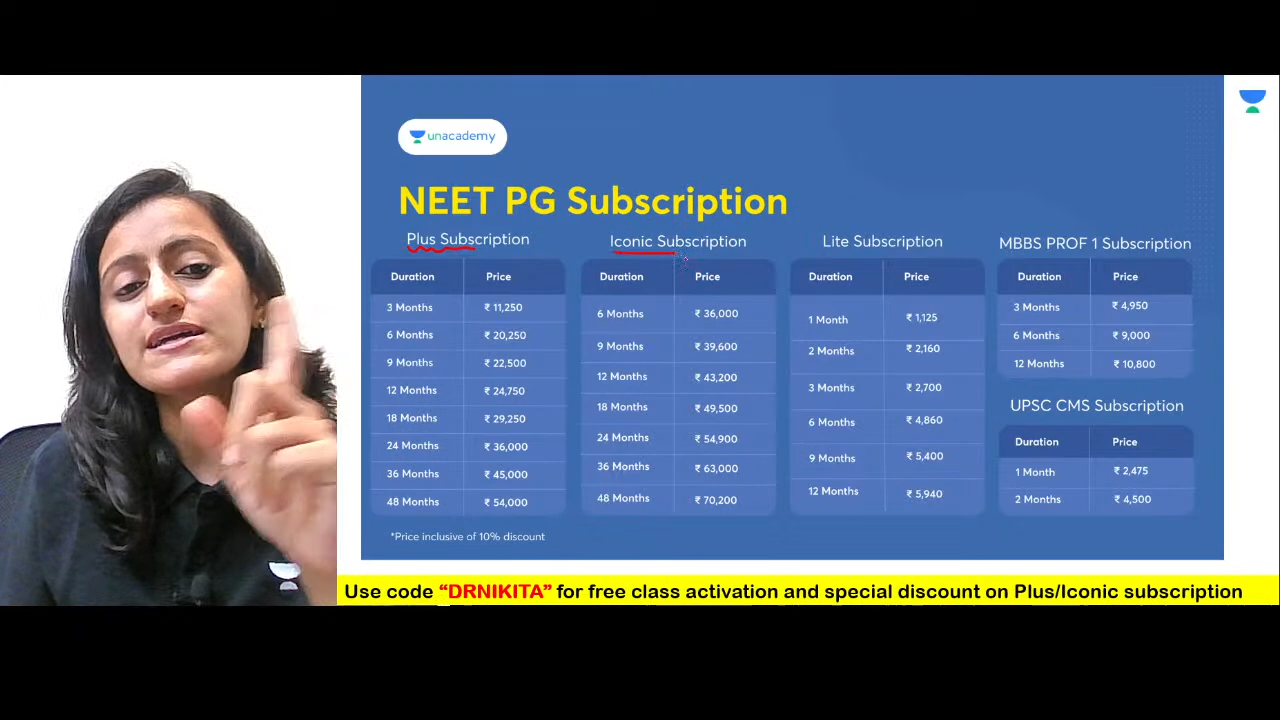 unacademy
NEET PG Subscription
Plus Subscription
Duration Price
3 Months ₹ 11,250
6 Months ₹ 20,250
9 Months ₹ 22,500
12 Months ₹ 24,750
18 Months ₹ 29,250
24 Months ₹ 36,000
36 Months ₹ 45,000
48 Months ₹ 54,000
*Price inclusive of 10% discount
Iconic Subscription
Duration Price
6 Months ₹ 36,000
9 Months ₹ 39,600
12 Months ₹ 43,200
18 Months ₹ 49,500
24 Months ₹ 54,900
36 Months ₹ 63,000
48 Months ₹ 70,200
Lite Subscription
Duration Price
1 Month ₹ 1,125
2 Months ₹ 2,160
3 Months ₹ 2,700
6 Months ₹ 4,860
9 Months ₹ 5,400
12 Months ₹ 5,940
MBBS PROF 1 Subscription
Duration Price
3 Months ₹ 4,950
6 Months ₹ 9,000
12 Months ₹ 10,800
UPSC CMS Subscription
Duration Price
1 Month ₹ 2,475
2 Months ₹ 4,500
Use code “DRNIKITA” for free class activation and special discount on Plus/Iconic subscription